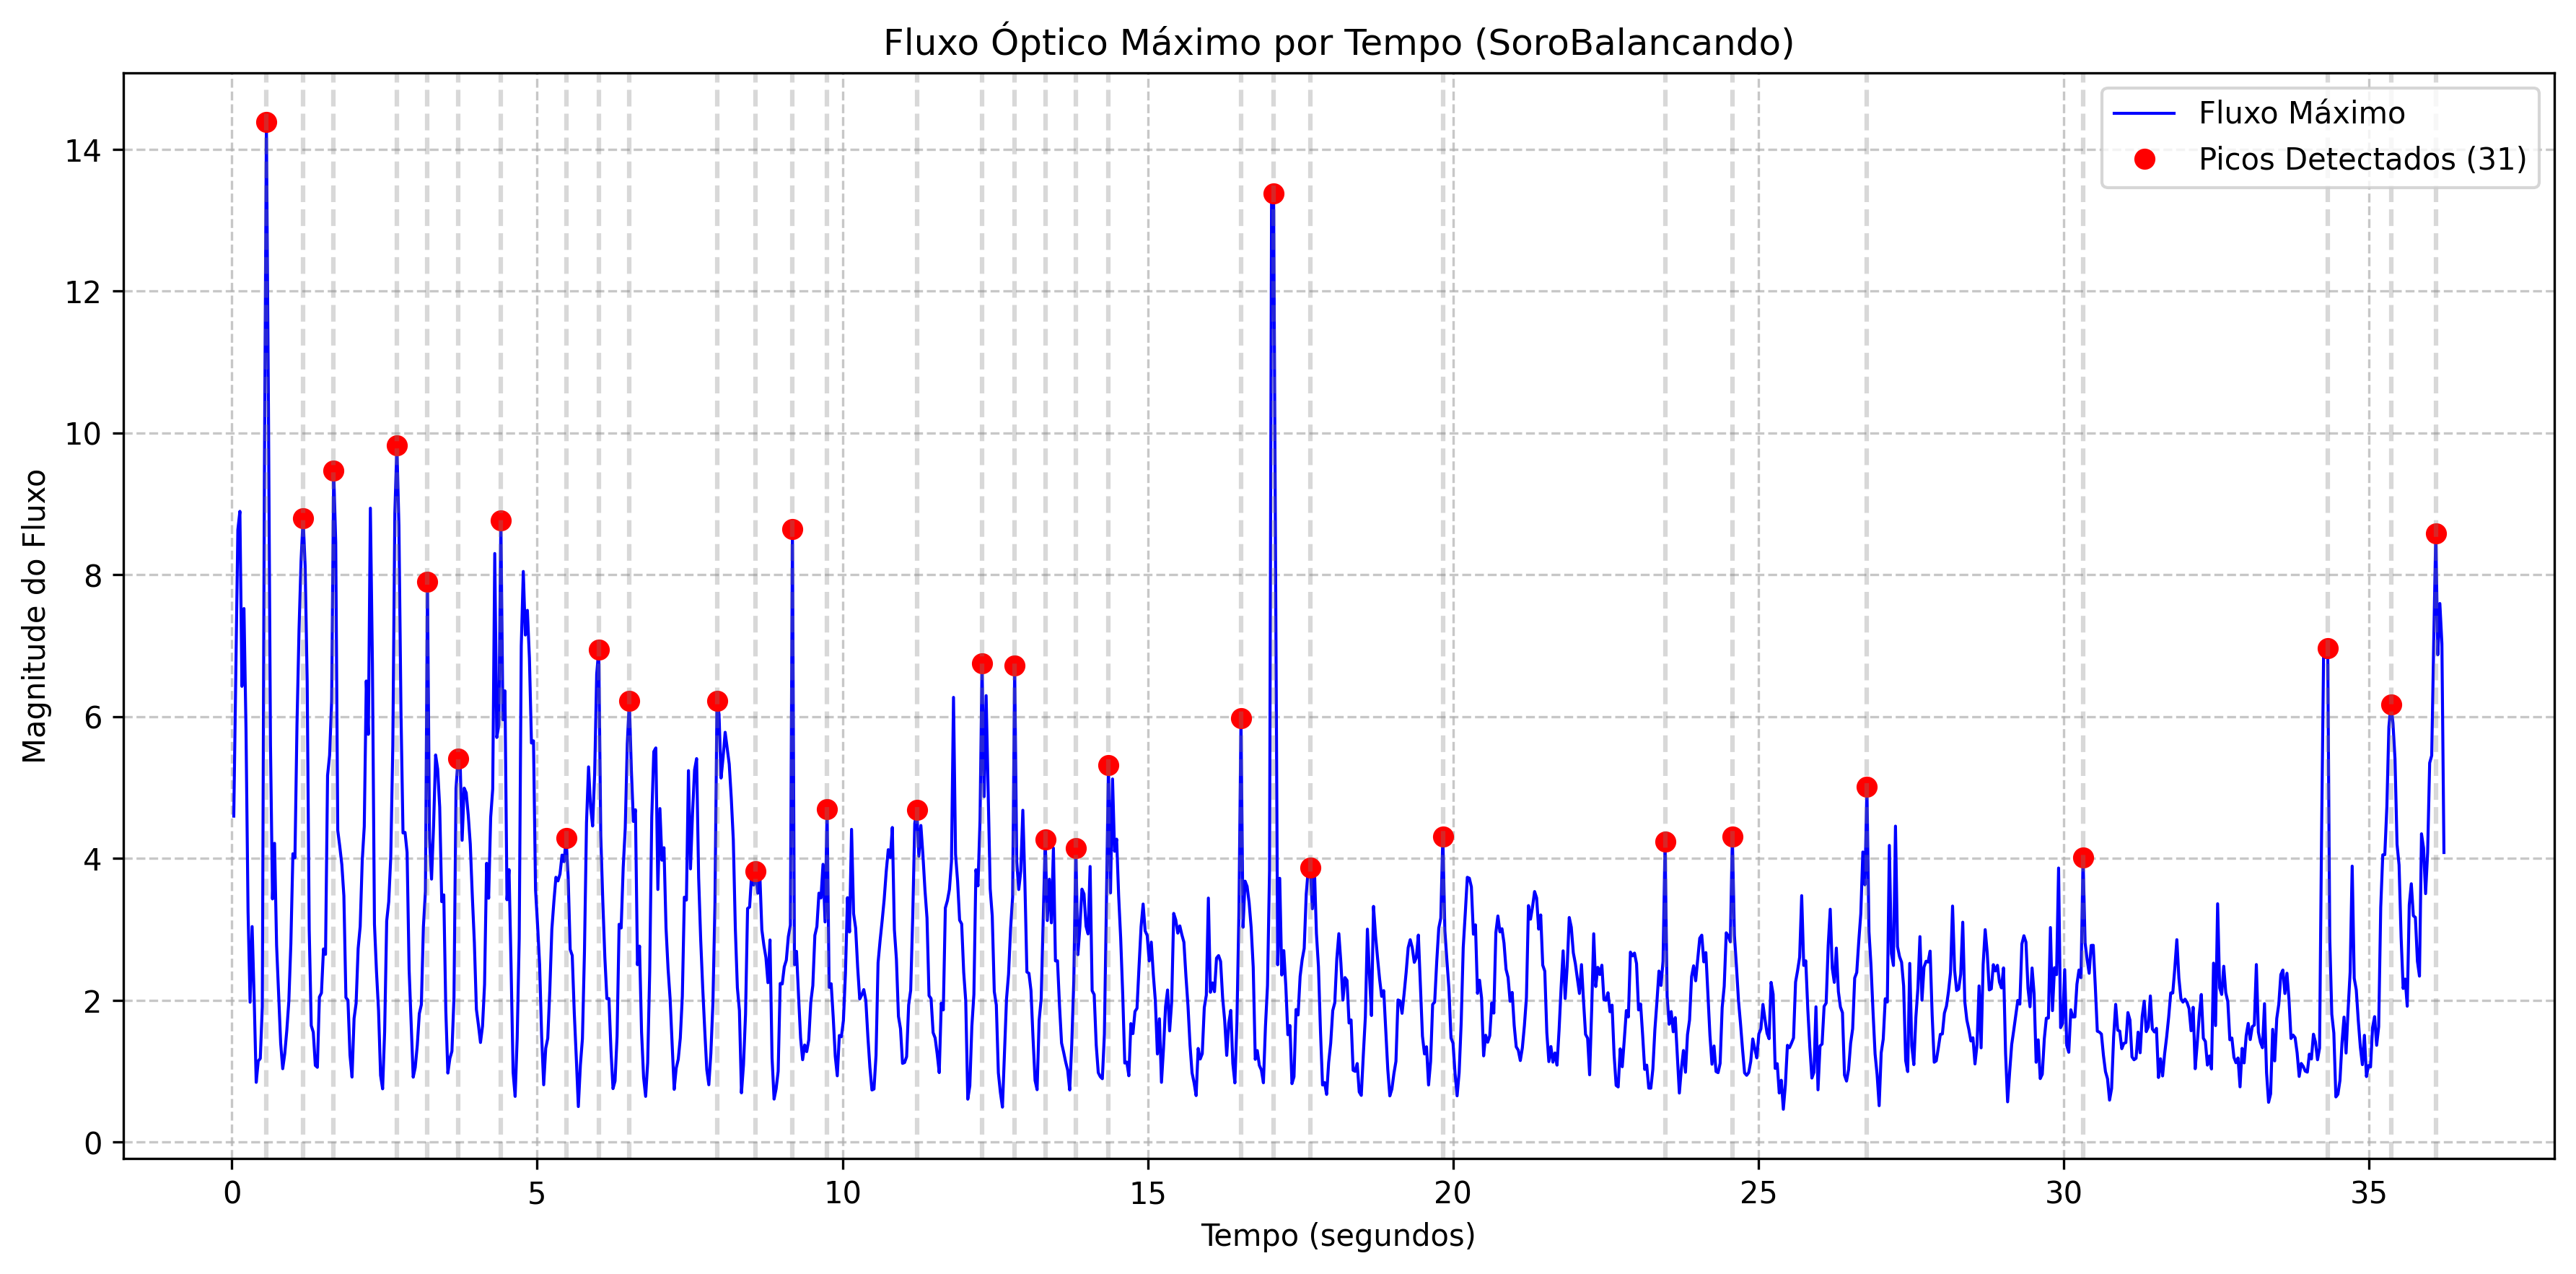 Fluxo Óptico Máximo por Tempo (SoroBalancando)
Fluxo Máximo
Picos Detectados (31)
Magnitude do Fluxo
14
12
10
8
6
4
2
0
0 5 10 15 20 25 30 35
Tempo (segundos)